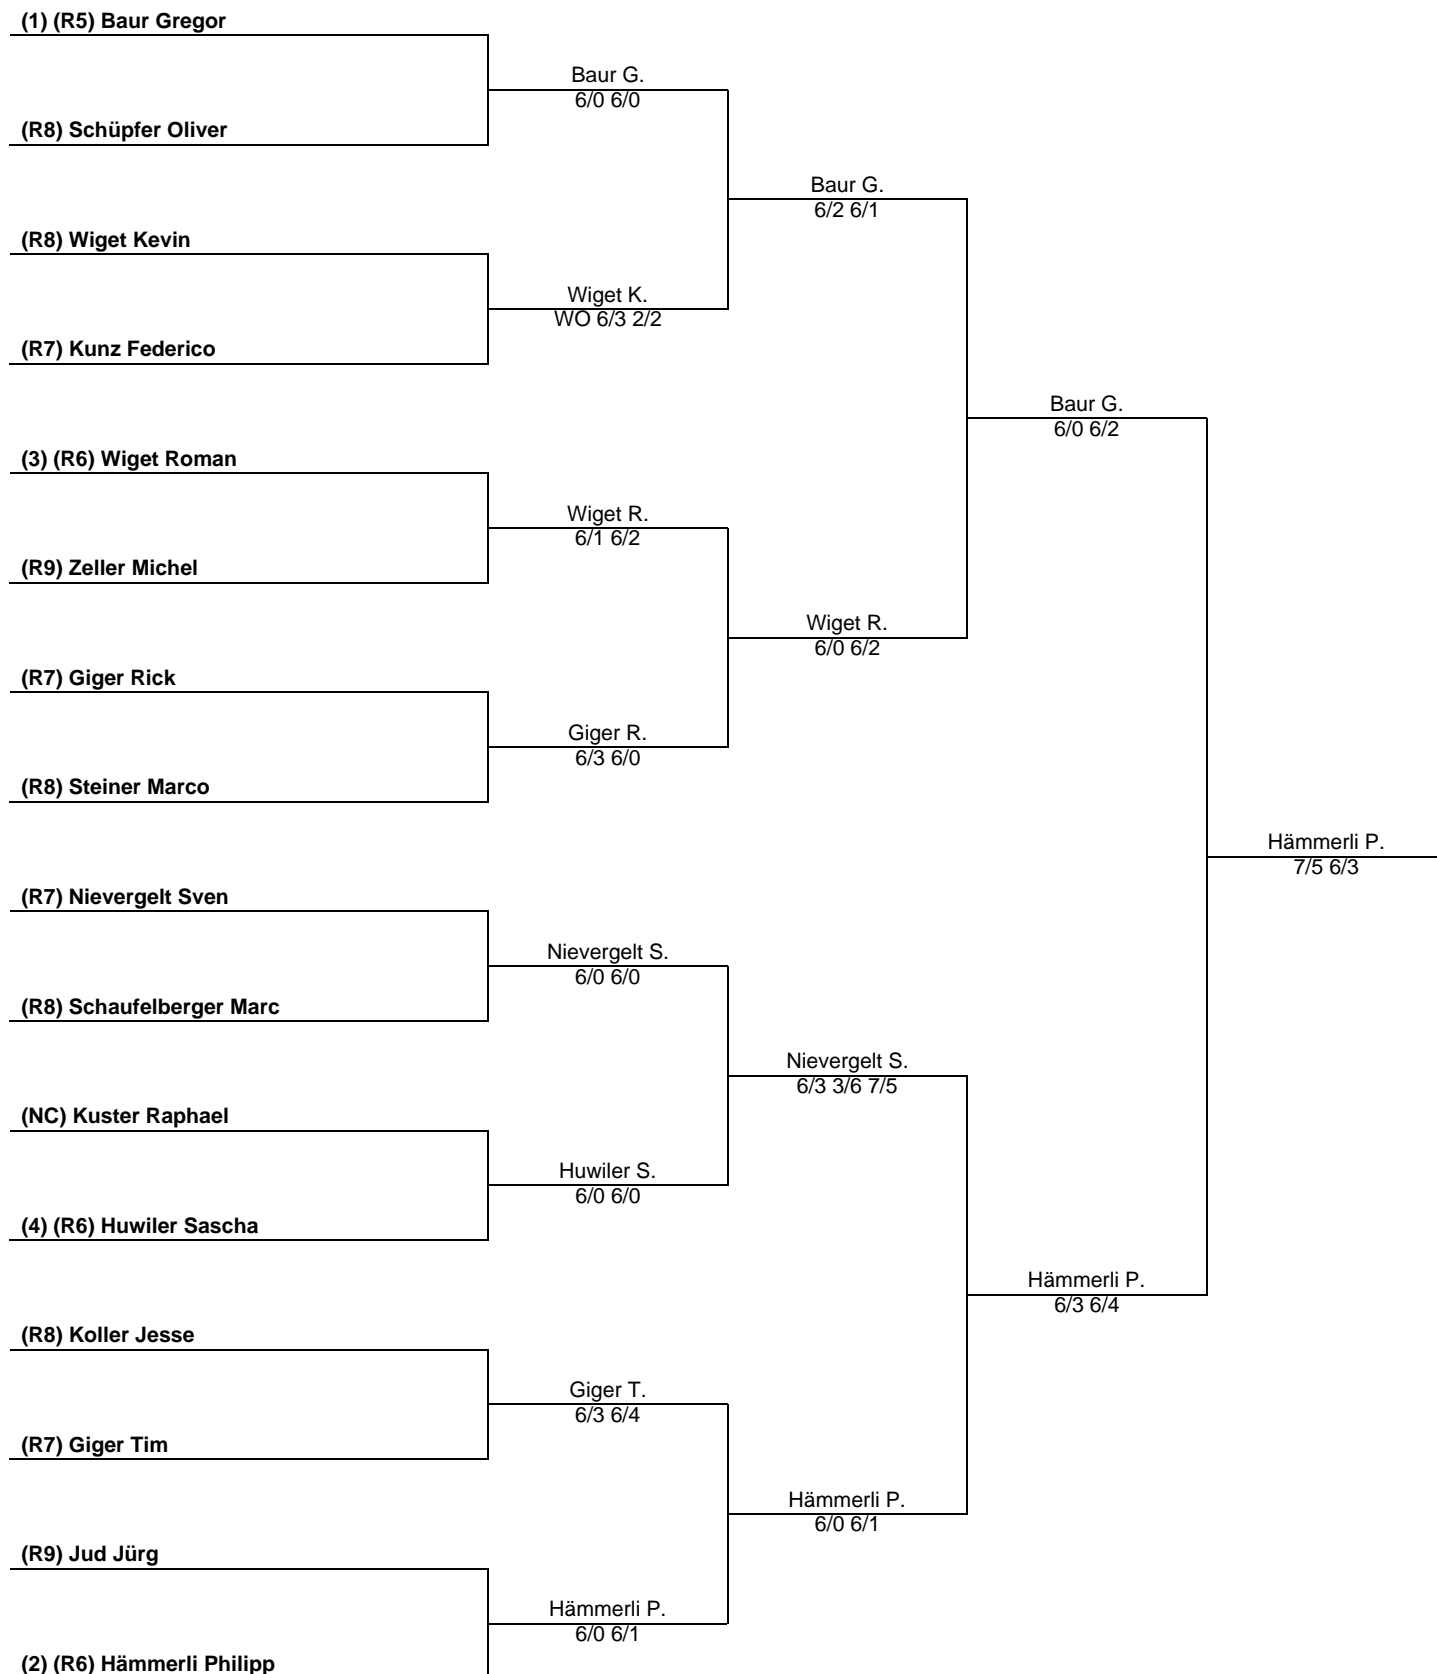 (1) (R5) Baur Gregor
Baur G.
6/0 6/0
(R8) Schüpfer Oliver
Baur G.
6/2 6/1
(R8) Wiget Kevin
Wiget K.
WO 6/3 2/2
(R7) Kunz Federico
Baur G.
6/0 6/2
(3) (R6) Wiget Roman
Wiget R.
6/1 6/2
(R9) Zeller Michel
Wiget R.
6/0 6/2
(R7) Giger Rick
Giger R.
6/3 6/0
(R8) Steiner Marco
Hämmerli P.
7/5 6/3
(R7) Nievergelt Sven
Nievergelt S.
6/0 6/0
(R8) Schaufelberger Marc
Nievergelt S.
6/3 3/6 7/5
(NC) Kuster Raphael
Huwiler S.
6/0 6/0
(4) (R6) Huwiler Sascha
Hämmerli P.
6/3 6/4
(R8) Koller Jesse
Giger T.
6/3 6/4
(R7) Giger Tim
Hämmerli P.
6/0 6/1
(R9) Jud Jürg
Hämmerli P.
6/0 6/1
(2) (R6) Hämmerli Philipp